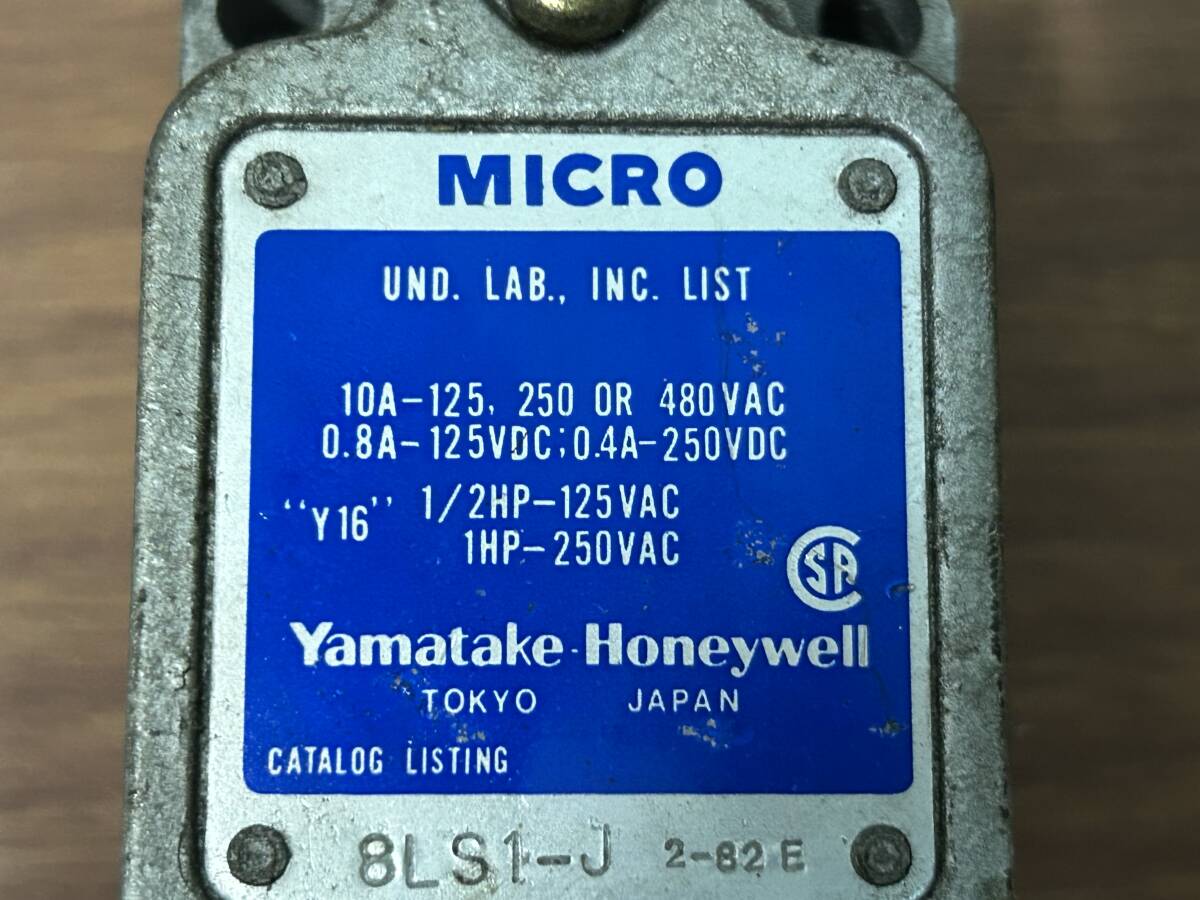 MICRO
UND. LAB., INC. LIST
10A-125, 250 OR 480VAC
0.8A-125VDC;0.4A-250VDC
"Y16" 1/2HP-125VAC
1HP-250VAC
CSA
Yamatake-Honeywell
TOKYO JAPAN
CATALOG LISTING
8LS1-J 2-82 E